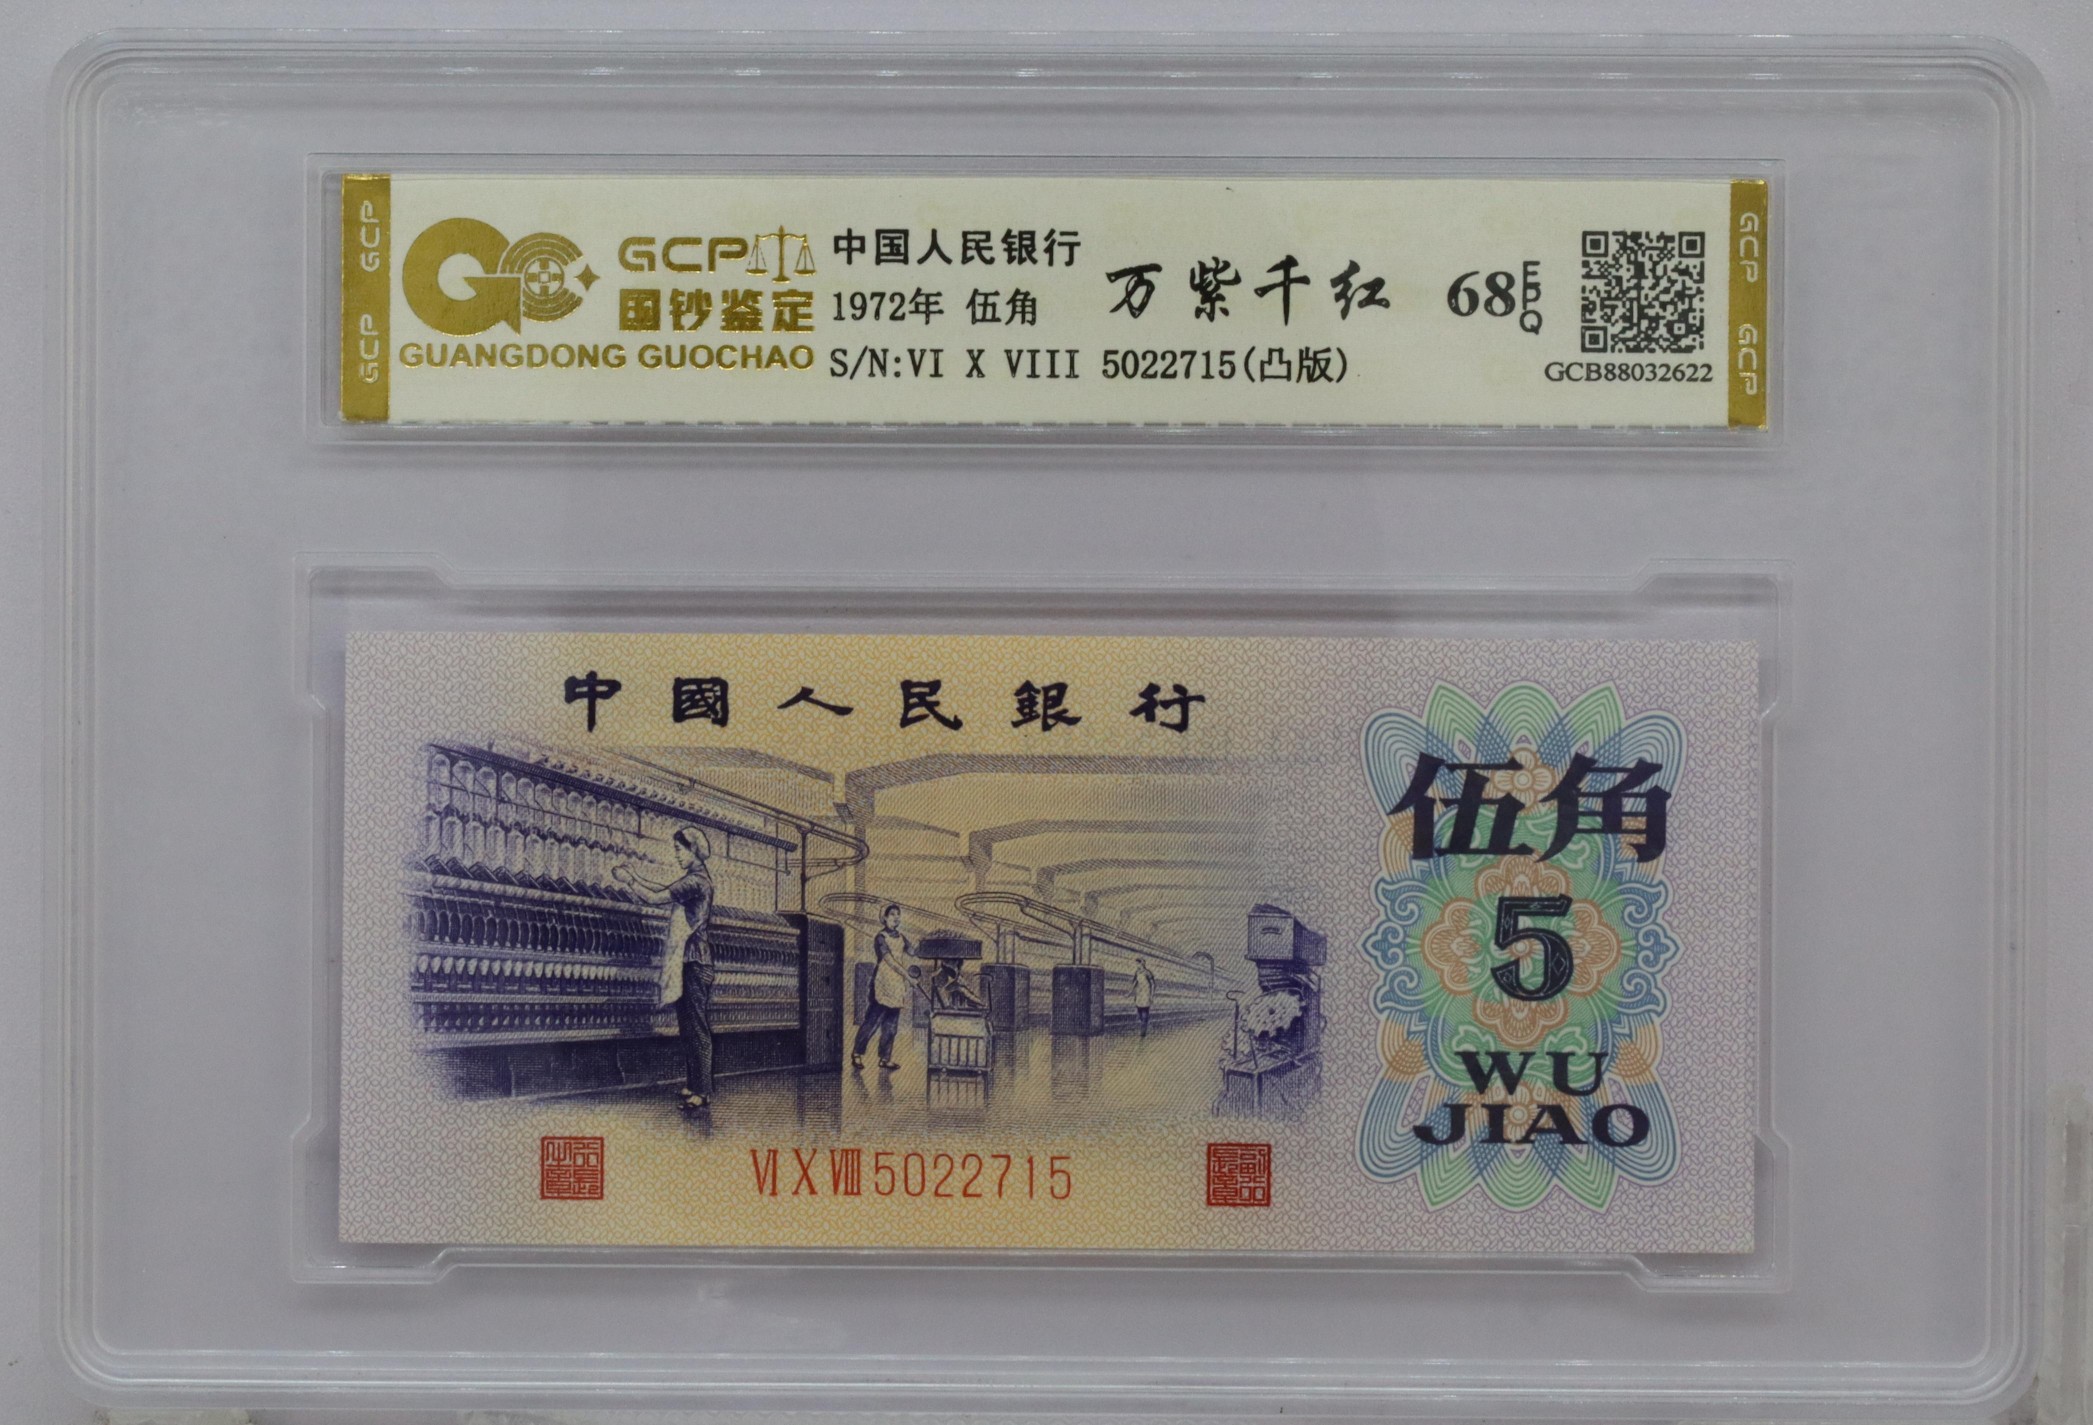 GCP GCP
GCP
国钞鉴定
GUANGDONG GUOCHAO
中国人民银行
1972年 伍角
S/N:VI X VIII 5022715(凸版)
万紫千红
68 EPQ
GCB88032622
GCP GCP
中國人民銀行
伍角
5
WU
JIAO
VI X VIII 5022715